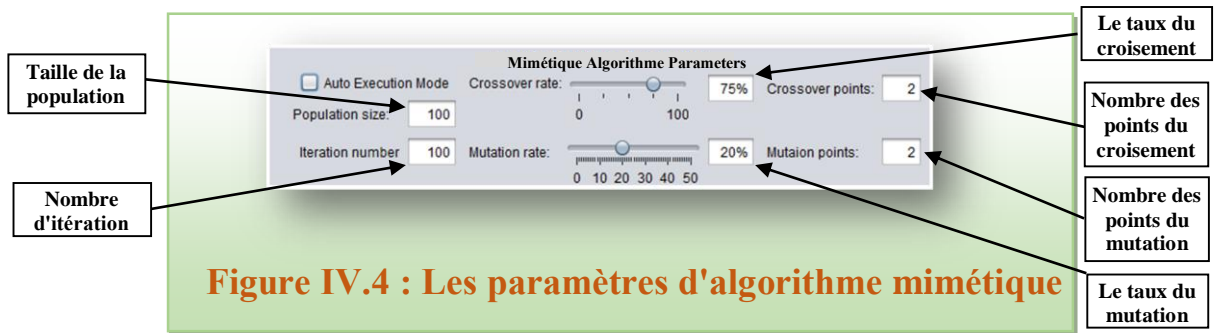 Le taux du
croisement
Taille de la
population
Mimétique Algorithme Parameters
Auto Execution Mode
Crossover rate:
0
100
75%
Crossover points:
2
Population size:
100
Iteration number
100
Mutation rate:
0 10 20 30 40 50
20%
Mutaion points:
2
Nombre des
points du
croisement
Nombre
d'itération
Nombre des
points du
mutation
Figure IV.4 : Les paramètres d'algorithme mimétique
Le taux du
mutation